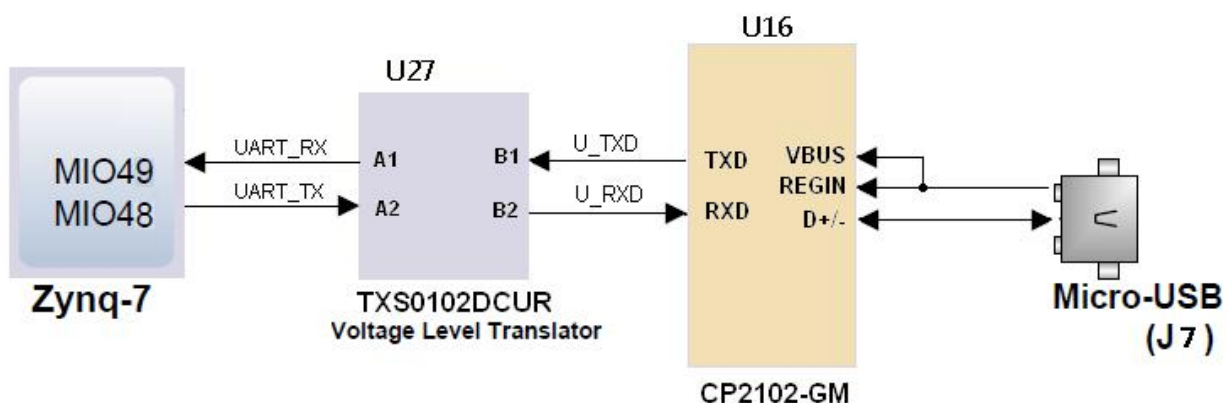 U16
U27
MIO49
MIO48
Zynq-7
UART_RX
UART_TX
A1
A2
B1
B2
TXS0102DCUR
Voltage Level Translator
U_TXD
U_RXD
TXD
RXD
VBUS
REGIN
D+/-
CP2102-GM
Micro-USB
(J7)